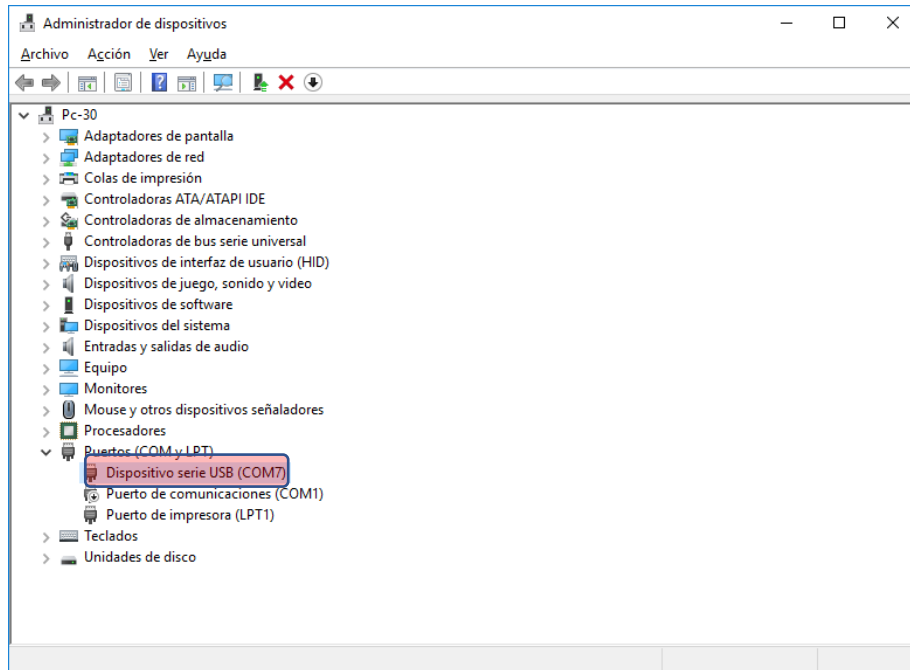 Administrador de dispositivos
Archivo Acción Ver Ayuda
Pc-30
Adaptadores de pantalla
Adaptadores de red
Colas de impresión
Controladoras ATA/ATAPI IDE
Controladoras de almacenamiento
Controladoras de bus serie universal
Dispositivos de interfaz de usuario (HID)
Dispositivos de juego, sonido y video
Dispositivos de software
Dispositivos del sistema
Entradas y salidas de audio
Equipo
Monitores
Mouse y otros dispositivos señaladores
Procesadores
Puertos (COM y LPT)
Dispositivo serie USB (COM7)
Puerto de comunicaciones (COM1)
Puerto de impresora (LPT1)
Teclados
Unidades de disco